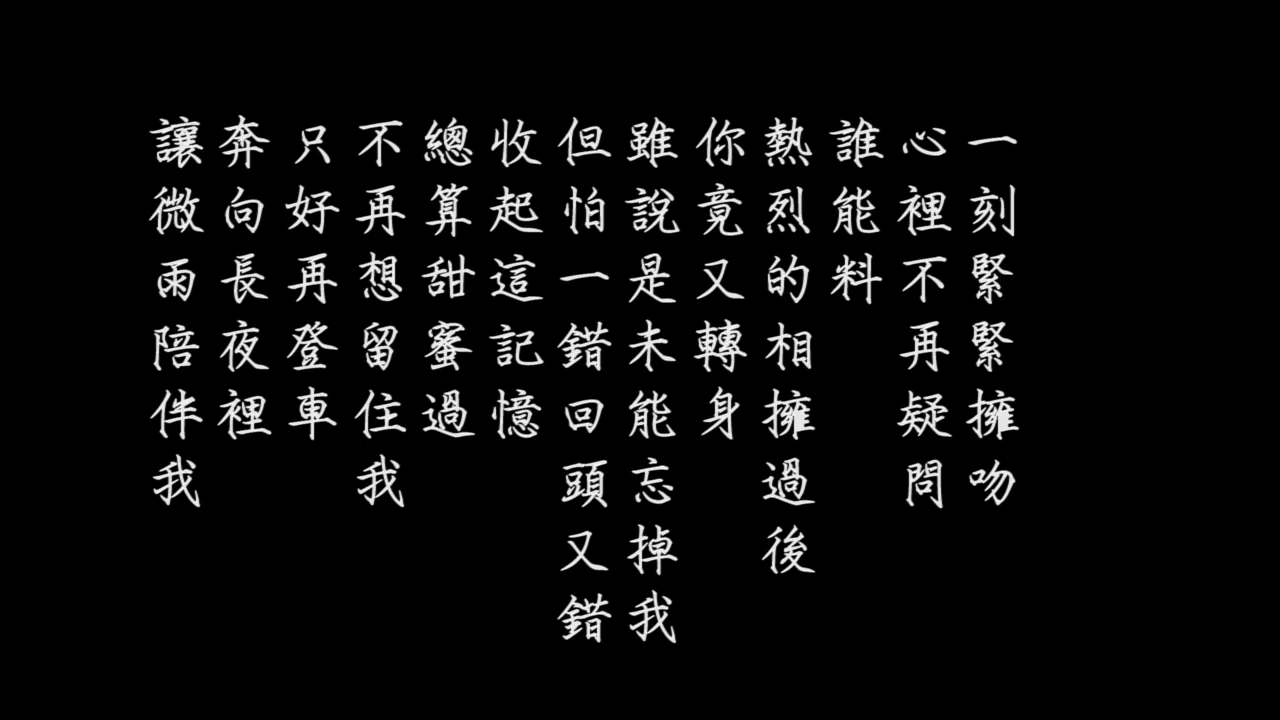 一刻緊緊擁吻
心裡不再疑問
誰能料
熱烈的相擁過後
你竟又轉身
雖說是未能忘掉我
但怕一錯回頭又錯
收起這記憶
總算甜蜜過
不再想留住我
只好再登車
奔向長夜裡
讓微雨陪伴我